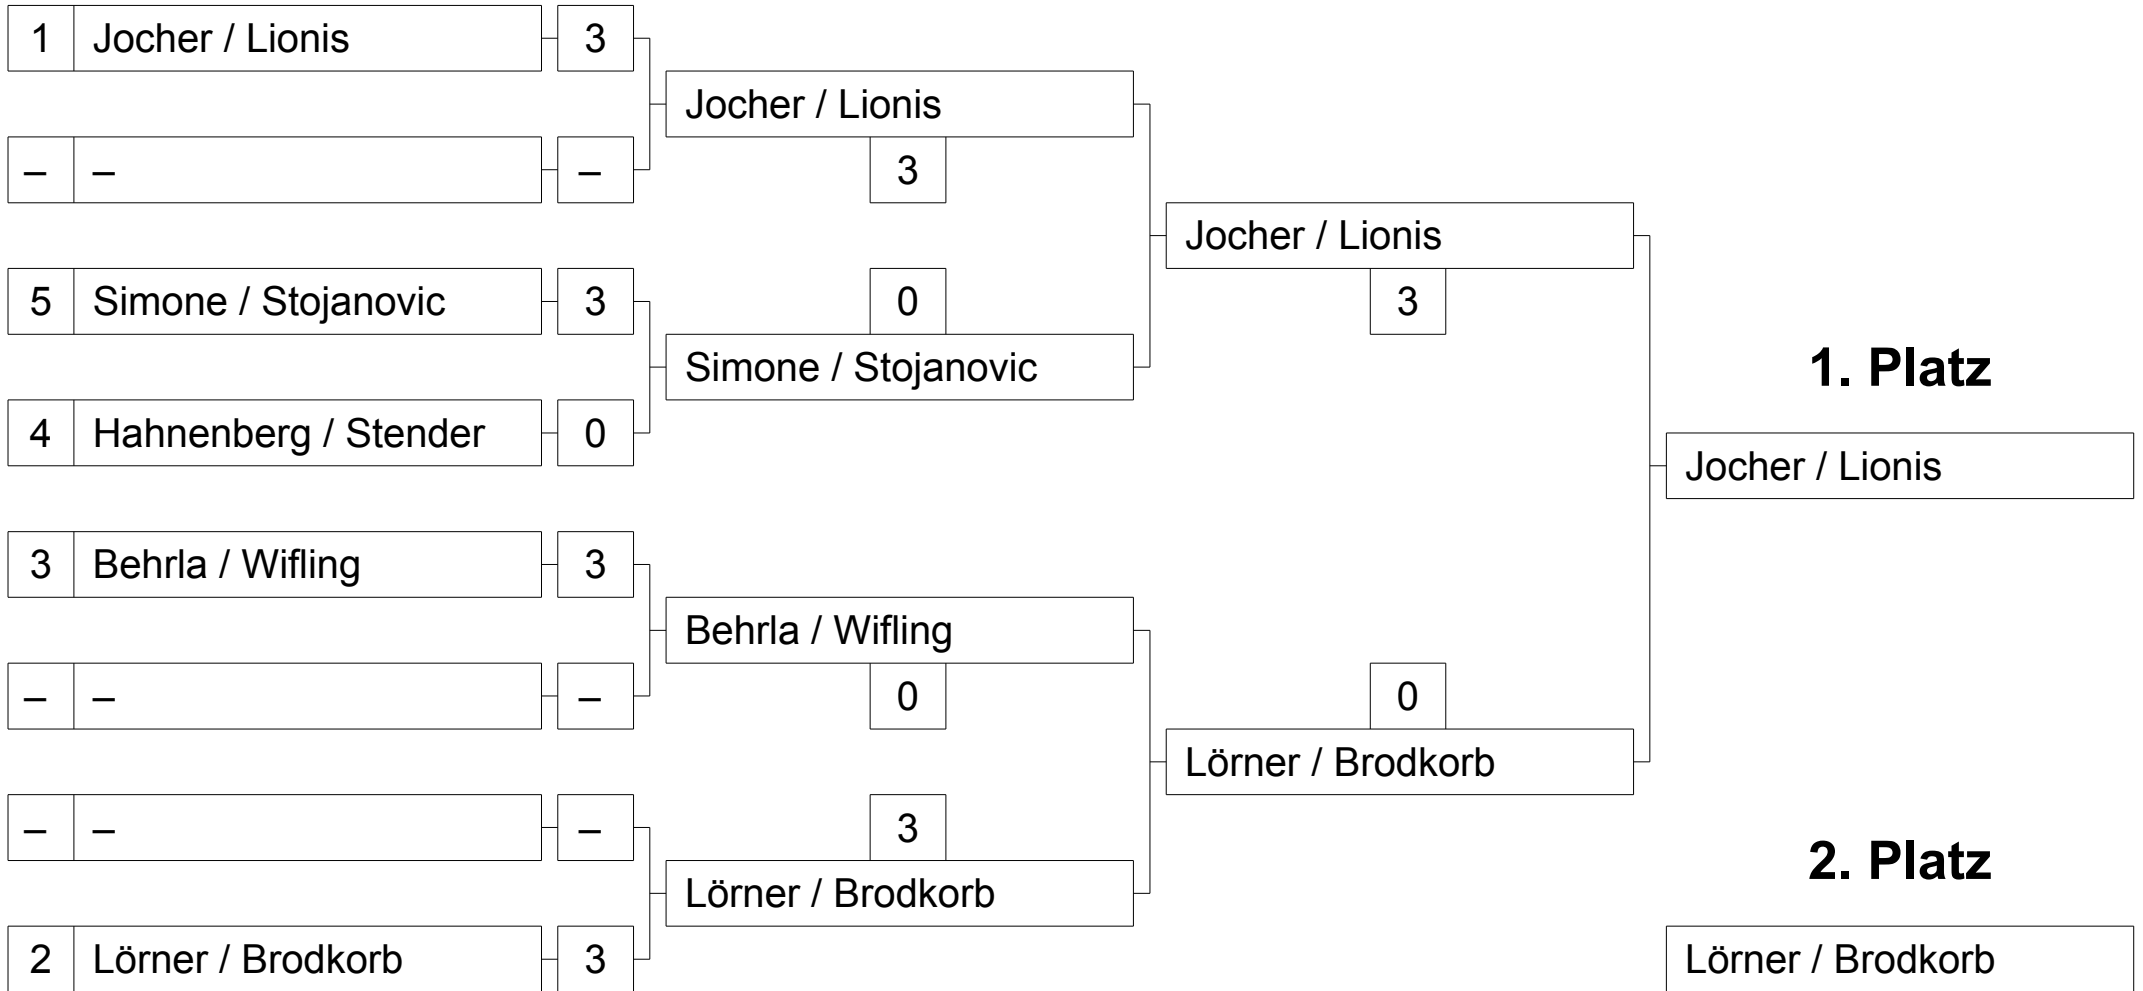 1 Jocher / Lionis 3
Jocher / Lionis
– – –
3
Jocher / Lionis
5 Simone / Stojanovic 3
0
3
Simone / Stojanovic
1. Platz
4 Hahnenberg / Stender 0
Jocher / Lionis
3 Behrla / Wifling 3
Behrla / Wifling
– – –
0
0
Lörner / Brodkorb
– – –
3
2. Platz
Lörner / Brodkorb
2 Lörner / Brodkorb 3
Lörner / Brodkorb